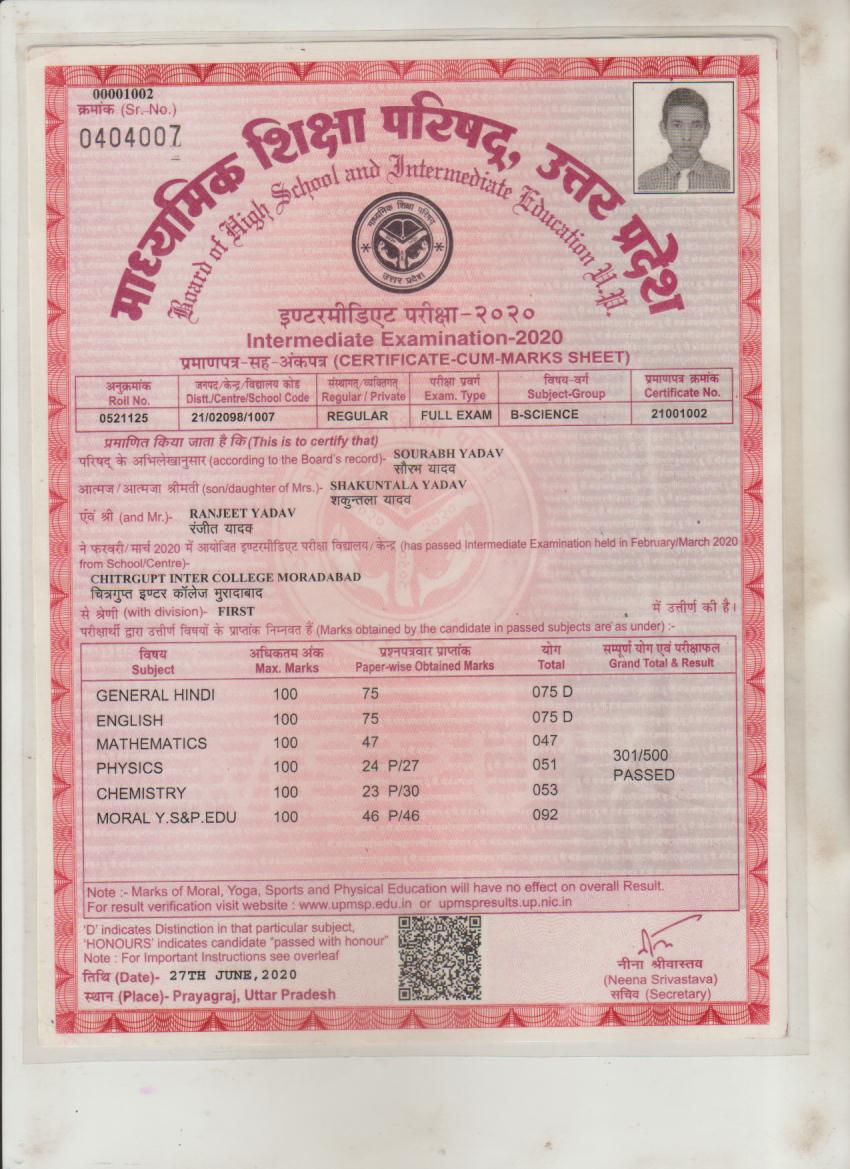 00001002
क्रमांक (Sr.-No.)
0404007
माध्यमिक शिक्षा परिषद्, उत्तर प्रदेश
Board of High School and Intermediate Education U.P.
माध्यमिक शिक्षा परिषद
उत्तर प्रदेश
इण्टरमीडिएट परीक्षा-२०२०
Intermediate Examination-2020
प्रमाणपत्र-सह-अंकपत्र (CERTIFICATE-CUM-MARKS SHEET)
अनुक्रमांक जनपद/केन्द्र/विद्यालय कोड संस्थागत्/व्यक्तिगत् परीक्षा प्रवर्ग विषय-वर्ग प्रमाणपत्र क्रमांक
Roll No. Distt./Centre/School Code Regular / Private Exam. Type Subject-Group Certificate No.
0521125 21/02098/1007 REGULAR FULL EXAM B-SCIENCE 21001002
प्रमाणित किया जाता है कि (This is to certify that)
परिषद् के अभिलेखानुसार (according to the Board's record)- SOURABH YADAV
सौरभ यादव
आत्मज/आत्मजा श्रीमती (son/daughter of Mrs.)- SHAKUNTALA YADAV
शकुन्तला यादव
एंवं श्री (and Mr.)- RANJEET YADAV
रंजीत यादव
ने फरवरी/मार्च 2020 में आयोजित इण्टरमीडिएट परीक्षा विद्यालय/केन्द्र (has passed Intermediate Examination held in February/March 2020
from School/Centre)-
CHITRGUPT INTER COLLEGE MORADABAD
चित्रगुप्त इण्टर कॉलेज मुरादाबाद
से श्रेणी (with division)- FIRST में उत्तीर्ण की है।
परीक्षार्थी द्वारा उत्तीर्ण विषयों के प्राप्तांक निम्नवत हैं (Marks obtained by the candidate in passed subjects are as under) :-
विषय अधिकतम अंक प्रश्नपत्रवार प्राप्तांक योग सम्पूर्ण योग एवं परीक्षाफल
Subject Max. Marks Paper-wise Obtained Marks Total Grand Total & Result
GENERAL HINDI 100 75 075 D
ENGLISH 100 75 075 D
MATHEMATICS 100 47 047
PHYSICS 100 24 P/27 051
CHEMISTRY 100 23 P/30 053
MORAL Y.S&P.EDU 100 46 P/46 092
301/500
PASSED
Note :- Marks of Moral, Yoga, Sports and Physical Education will have no effect on overall Result.
For result verification visit website : www.upmsp.edu.in or upmspresults.up.nic.in
'D' indicates Distinction in that particular subject,
'HONOURS' indicates candidate "passed with honour"
Note : For Important Instructions see overleaf
तिथि (Date)- 27TH JUNE,2020
स्थान (Place)- Prayagraj, Uttar Pradesh
नीना श्रीवास्तव
(Neena Srivastava)
सचिव (Secretary)